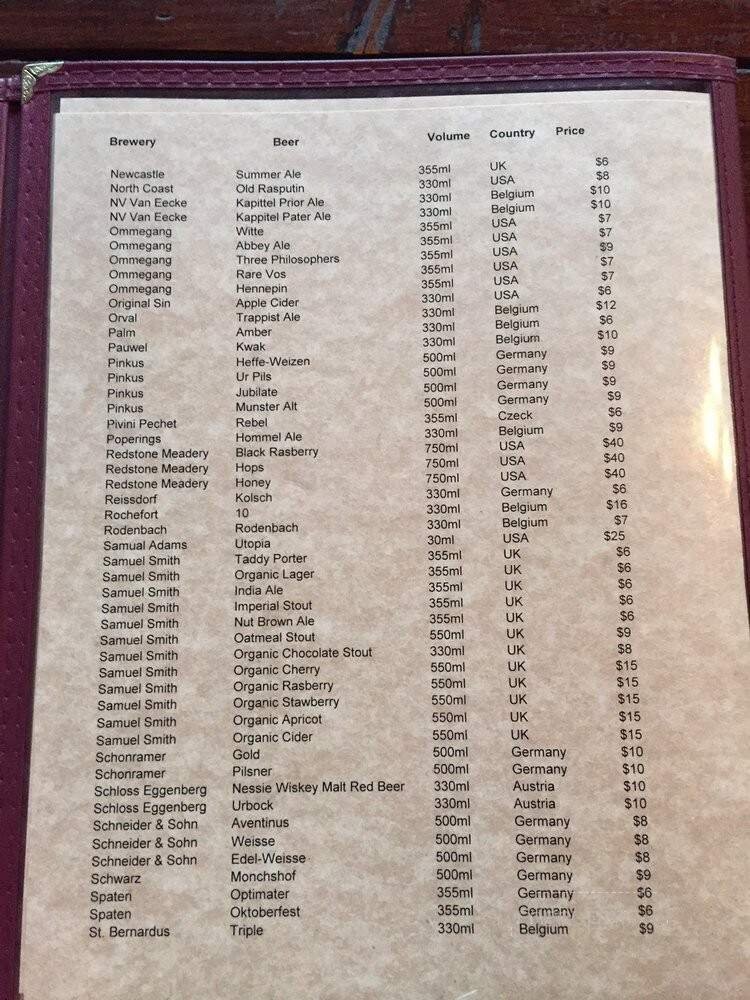 Brewery Beer Volume Country Price
Newcastle Summer Ale 355ml UK $6
North Coast Old Rasputin 330ml USA $8
NV Van Eecke Kapittel Prior Ale 330ml Belgium $10
NV Van Eecke Kappitel Pater Ale 330ml Belgium $10
Ommegang Witte 355ml USA $7
Ommegang Abbey Ale 355ml USA $7
Ommegang Three Philosophers 355ml USA $9
Ommegang Rare Vos 355ml USA $7
Ommegang Hennepin 355ml USA $7
Original Sin Apple Cider 330ml USA $6
Orval Trappist Ale 330ml Belgium $12
Palm Amber 330ml Belgium $6
Pauwel Kwak 330ml Belgium $10
Pinkus Heffe-Weizen 500ml Germany $9
Pinkus Ur Pils 500ml Germany $9
Pinkus Jubilate 500ml Germany $9
Pinkus Munster Alt 500ml Germany $9
Pivini Pechet Rebel 355ml Czeck $6
Poperings Hommel Ale 330ml Belgium $9
Redstone Meadery Black Rasberry 750ml USA $40
Redstone Meadery Hops 750ml USA $40
Redstone Meadery Honey 750ml USA $40
Reissdorf Kolsch 330ml Germany $6
Rochefort 10 330ml Belgium $16
Rodenbach Rodenbach 330ml Belgium $7
Samual Adams Utopia 30ml USA $25
Samuel Smith Taddy Porter 355ml UK $6
Samuel Smith Organic Lager 355ml UK $6
Samuel Smith India Ale 355ml UK $6
Samuel Smith Imperial Stout 355ml UK $6
Samuel Smith Nut Brown Ale 355ml UK $6
Samuel Smith Oatmeal Stout 550ml UK $9
Samuel Smith Organic Chocolate Stout 330ml UK $8
Samuel Smith Organic Cherry 550ml UK $15
Samuel Smith Organic Rasberry 550ml UK $15
Samuel Smith Organic Stawberry 550ml UK $15
Samuel Smith Organic Apricot 550ml UK $15
Samuel Smith Organic Cider 550ml UK $15
Schonramer Gold 500ml Germany $10
Schonramer Pilsner 500ml Germany $10
Schloss Eggenberg Nessie Wiskey Malt Red Beer 330ml Austria $10
Schloss Eggenberg Urbock 330ml Austria $10
Schneider & Sohn Aventinus 500ml Germany $8
Schneider & Sohn Weisse 500ml Germany $8
Schneider & Sohn Edel-Weisse 500ml Germany $8
Schwarz Monchshof 500ml Germany $9
Spaten Optimater 355ml Germany $6
Spaten Oktoberfest 355ml Germany $6
St. Bernardus Triple 330ml Belgium $9